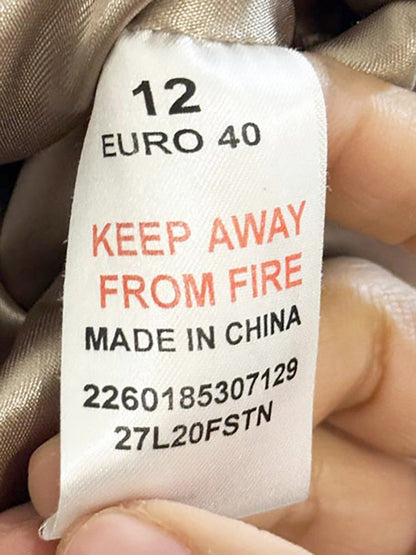 12
EURO 40
KEEP AWAY
FROM FIRE
MADE IN CHINA
2260185307129
27L20FSTN